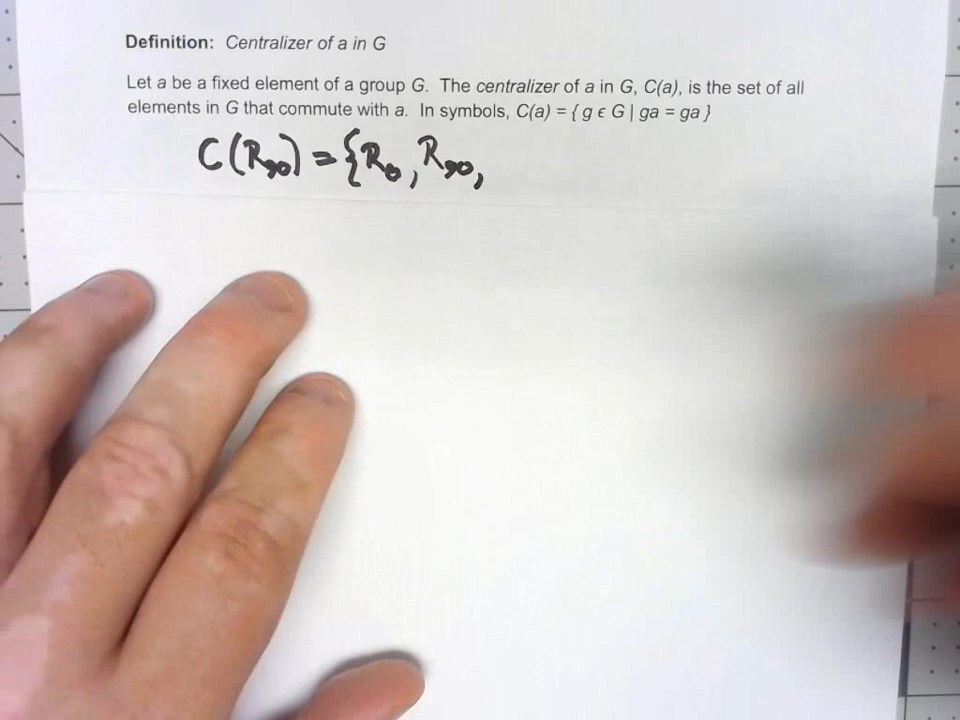 Definition: Centralizer of a in G
Let a be a fixed element of a group G. The centralizer of a in G, C(a), is the set of all
elements in G that commute with a. In symbols, C(a) = { g ϵ G | ga = ga }
C(R₉₀) = {R₀, R₉₀,